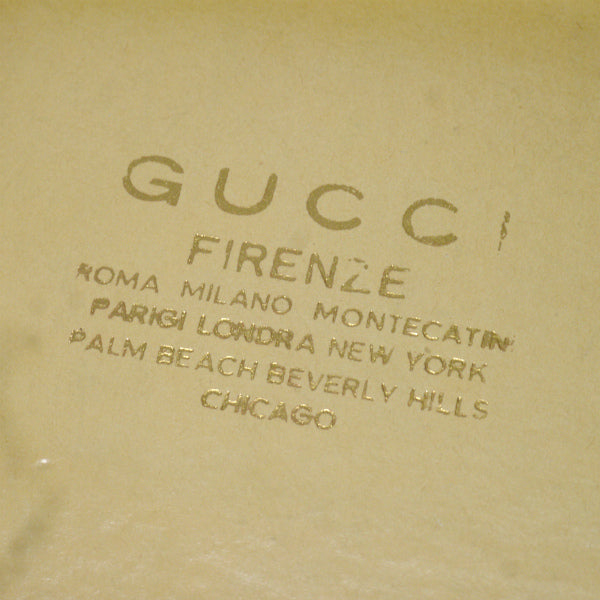 GUCCI
FIRENZE
ROMA MILANO MONTECATINI
PARIGI LONDRA NEW YORK
PALM BEACH BEVERLY HILLS
CHICAGO